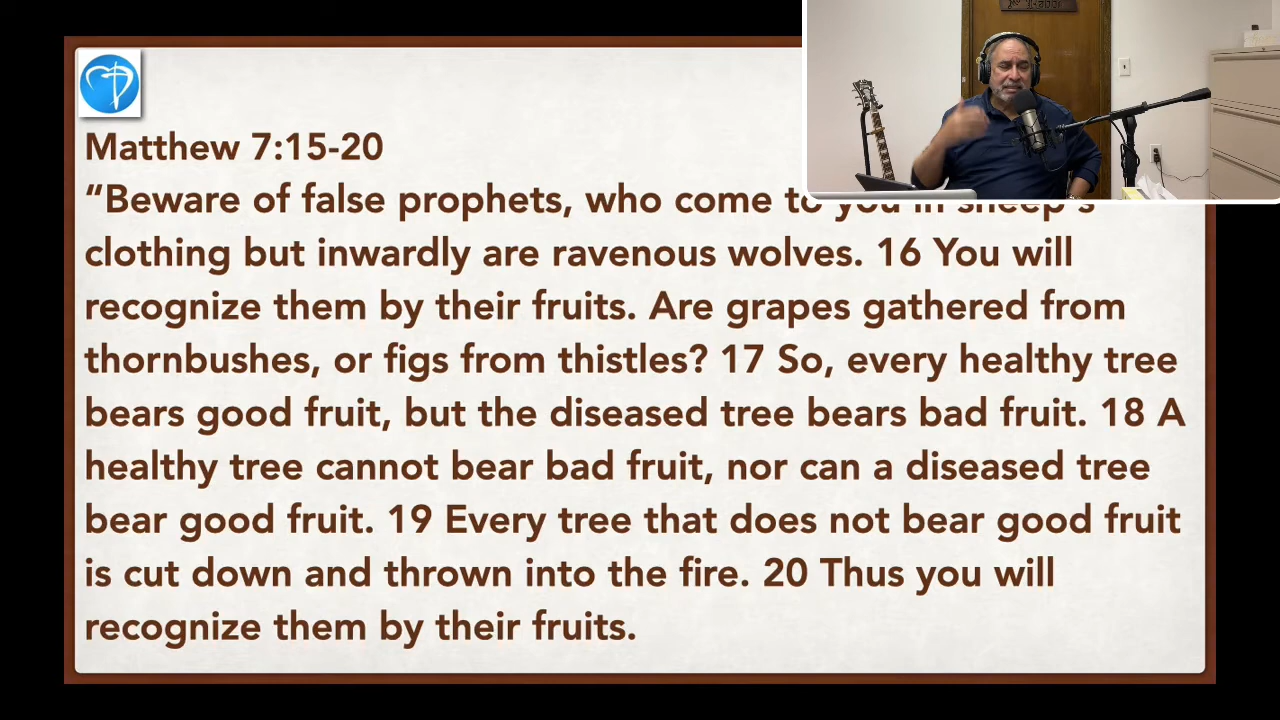 Matthew 7:15-20
“Beware of false prophets, who come to you in sheep’s
clothing but inwardly are ravenous wolves. 16 You will
recognize them by their fruits. Are grapes gathered from
thornbushes, or figs from thistles? 17 So, every healthy tree
bears good fruit, but the diseased tree bears bad fruit. 18 A
healthy tree cannot bear bad fruit, nor can a diseased tree
bear good fruit. 19 Every tree that does not bear good fruit
is cut down and thrown into the fire. 20 Thus you will
recognize them by their fruits.